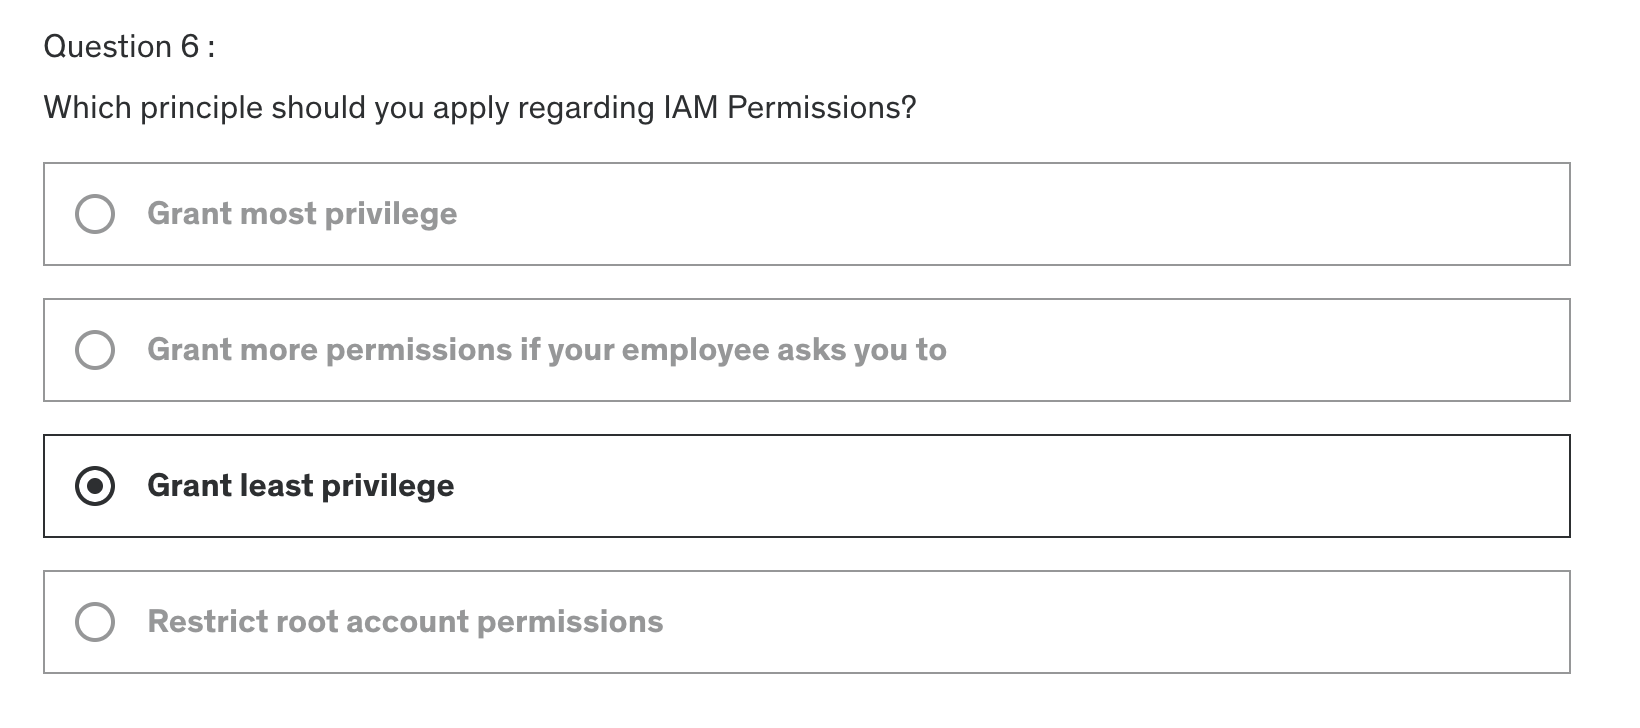 Question 6 :
Which principle should you apply regarding IAM Permissions?
Grant most privilege
Grant more permissions if your employee asks you to
Grant least privilege
Restrict root account permissions